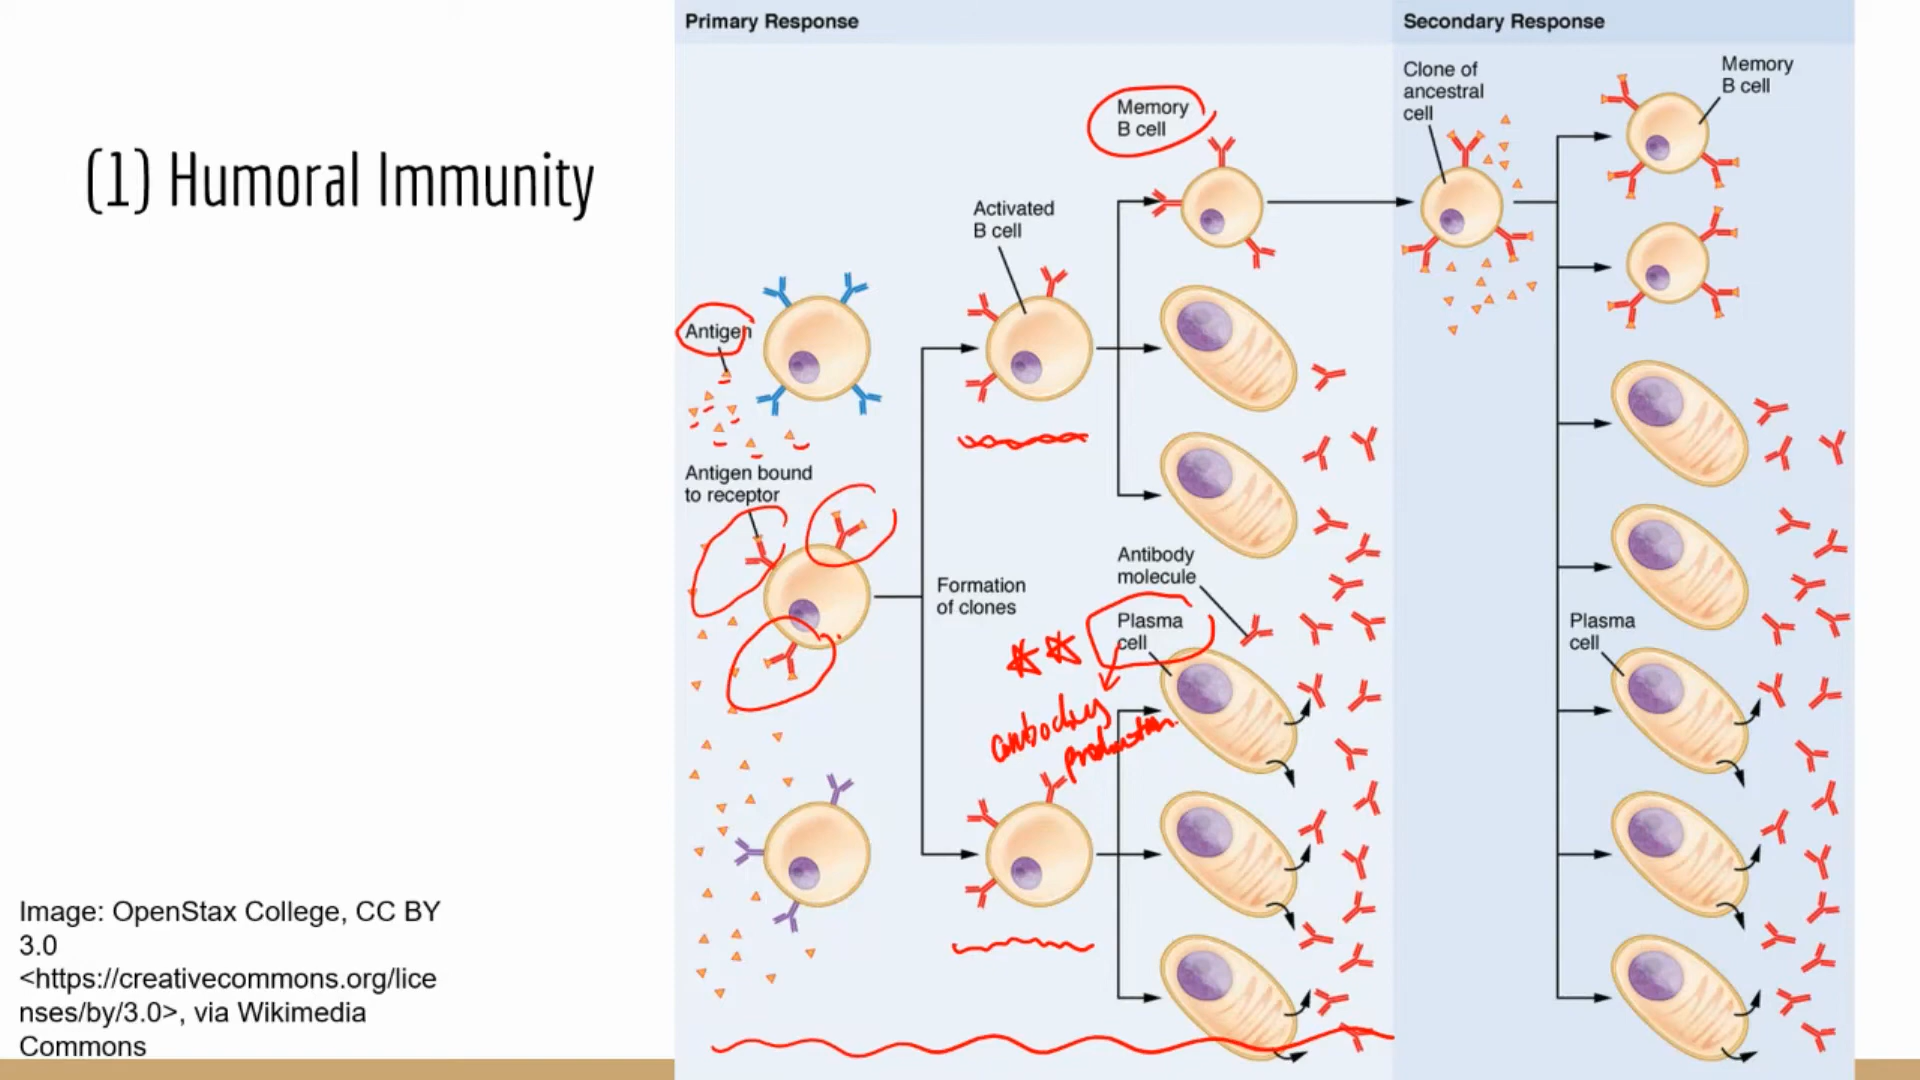 (1) Humoral Immunity
Image: OpenStax College, CC BY
3.0
<https://creativecommons.org/lice
nses/by/3.0>, via Wikimedia
Commons
Primary Response
Antigen
Antigen bound
to receptor
Activated
B cell
Formation
of clones
Memory
B cell
Antibody
molecule
Plasma
cell
antibodies
production
Secondary Response
Clone of
ancestral
cell
Memory
B cell
Plasma
cell